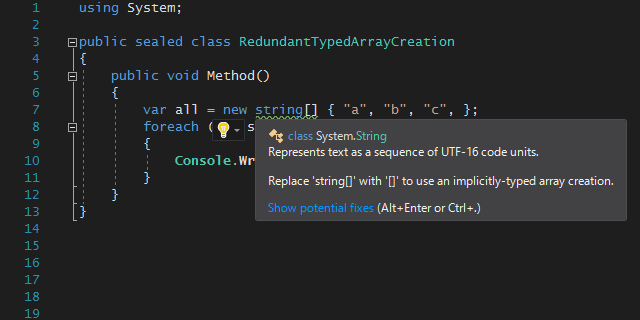 1 using System;
2
3 public sealed class RedundantTypedArrayCreation
4 {
5 public void Method()
6 {
7 var all = new string[] { "a", "b", "c", };
8 foreach ( s
9 {
10 Console.Wr
11 }
12 }
13 }
14
15
16
17
18
19
class System.String
Represents text as a sequence of UTF-16 code units.
Replace 'string[]' with '[]' to use an implicitly-typed array creation.
Show potential fixes (Alt+Enter or Ctrl+.)